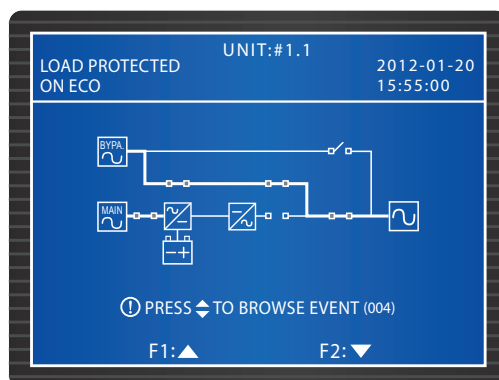 UNIT:#1.1
LOAD PROTECTED
2012-01-20
ON ECO
15:55:00
BYPA.
MAIN
PRESS TO BROWSE EVENT (004)
F1:
F2: